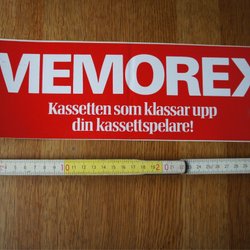 MEMOREX
Kassetten som klassar upp
din kassettspelare!